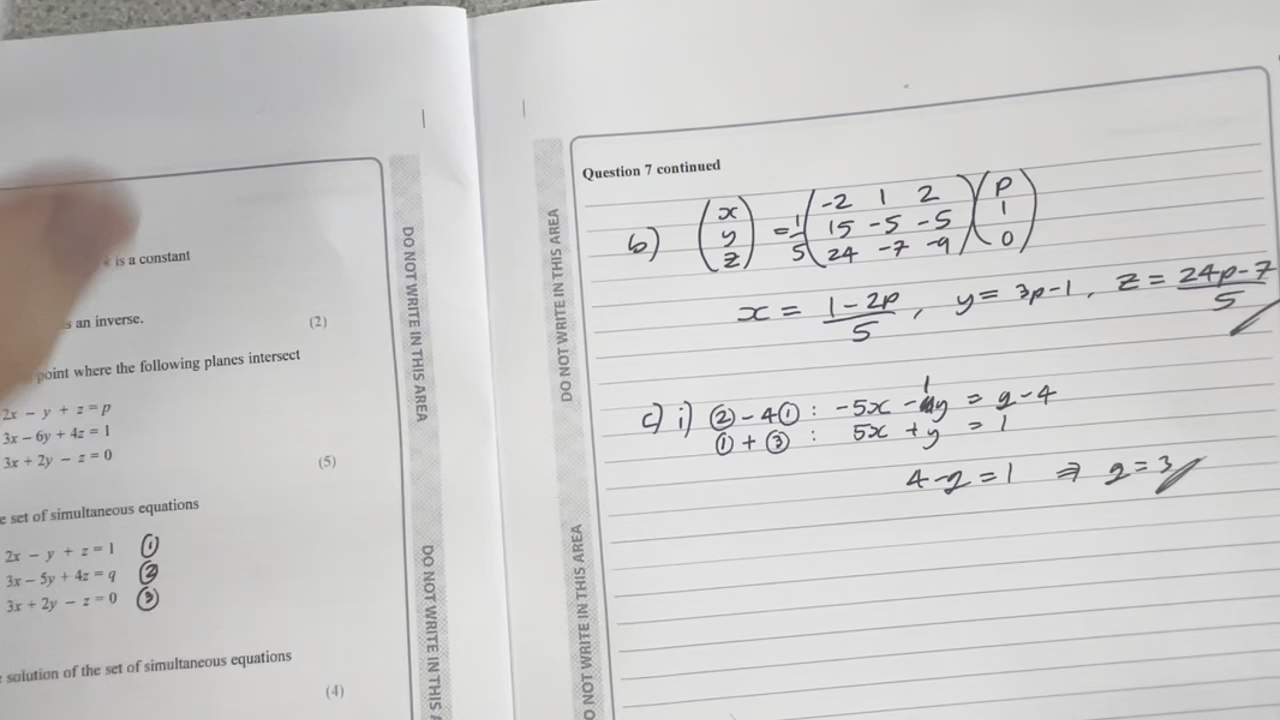 is a constant
an inverse.
(2)
point where the following planes intersect
2x − y + z = p
3x − 6y + 4z = 1
3x + 2y − z = 0
(5)
set of simultaneous equations
2x − y + z = 1 ①
3x − 5y + 4z = q ②
3x + 2y − z = 0 ③
solution of the set of simultaneous equations
(4)
DO NOT WRITE IN THIS AREA
DO NOT WRITE IN THIS
DO NOT WRITE IN THIS AREA
NOT WRITE IN THIS AREA
Question 7 continued
b) (x y z) = 1/5 (-2 1 2 15 -5 -5 24 -7 -9) (p 1 0)
x = (1-2p)/5, y = 3p-1, z = (24p-7)/5
c) i) ②-4①: -5x - y = q-4
①+③: 5x + y = 1
4-q = 1 ⇒ q = 3